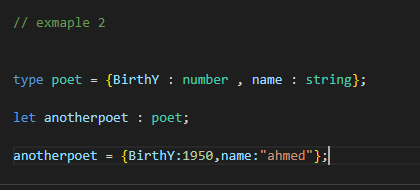 // exmaple 2
type poet = {BirthY : number , name : string};
let anotherpoet : poet;
anotherpoet = {BirthY:1950,name:"ahmed"};